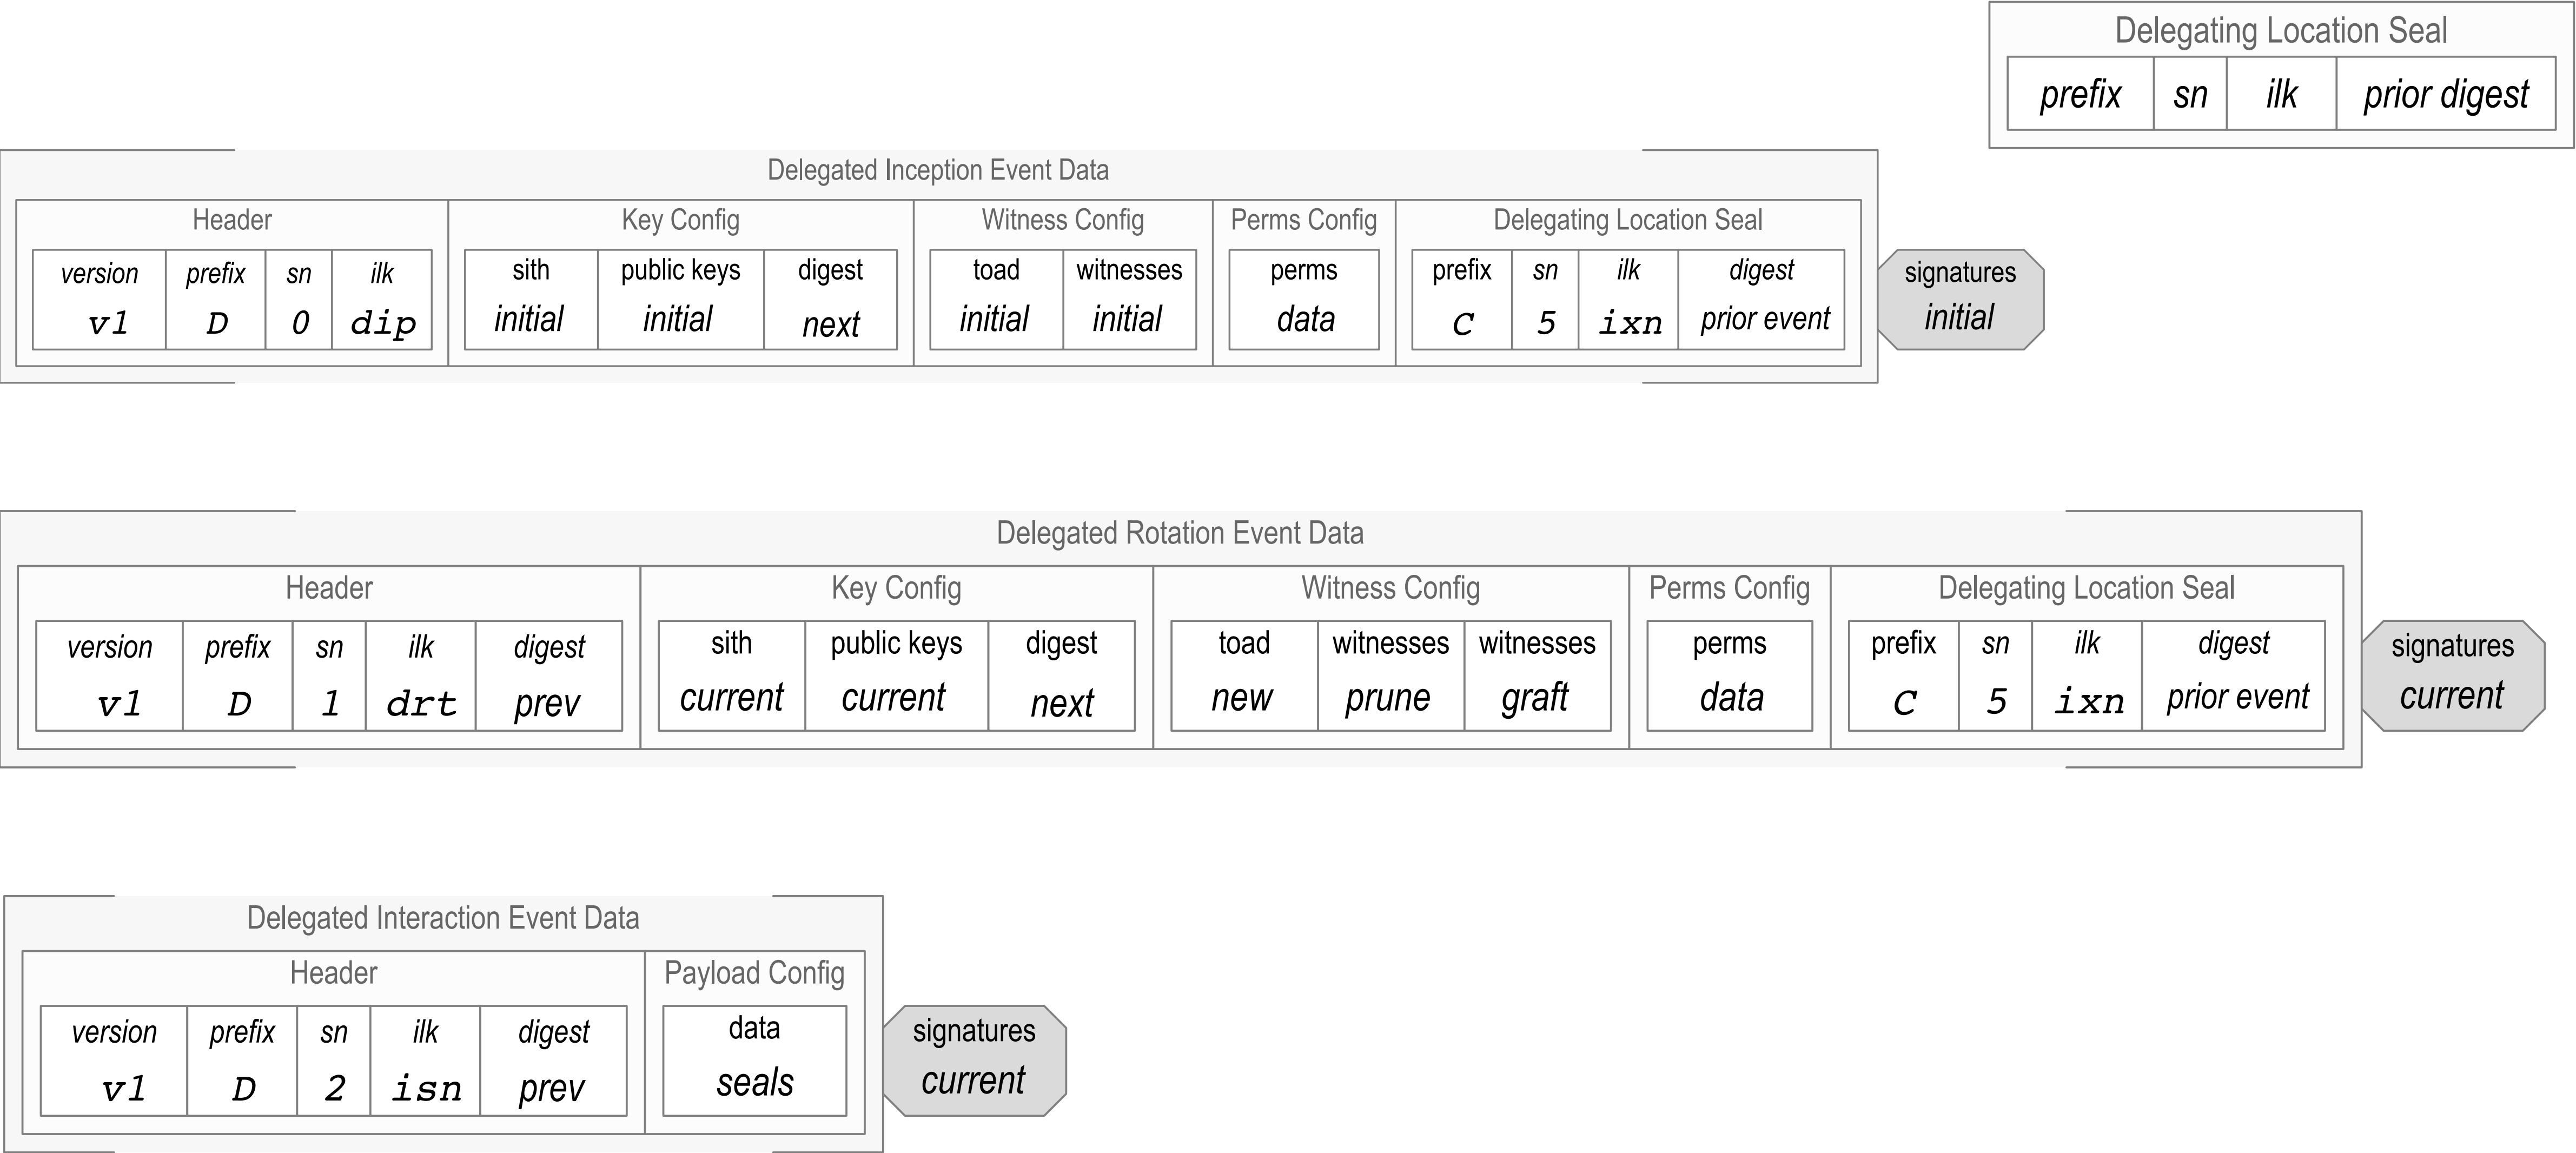 Delegating Location Seal
prefix sn ilk prior digest
Delegated Inception Event Data
Header Key Config Witness Config Perms Config Delegating Location Seal
version prefix sn ilk sith public keys digest toad witnesses perms prefix sn ilk digest signatures
v1 D 0 dip initial initial next initial initial data C 5 ixn prior event initial
Delegated Rotation Event Data
Header Key Config Witness Config Perms Config Delegating Location Seal
version prefix sn ilk digest sith public keys digest toad witnesses witnesses perms prefix sn ilk digest signatures
v1 D 1 drt prev current current next new prune graft data C 5 ixn prior event current
Delegated Interaction Event Data
Header Payload Config
version prefix sn ilk digest data signatures
v1 D 2 isn prev seals current